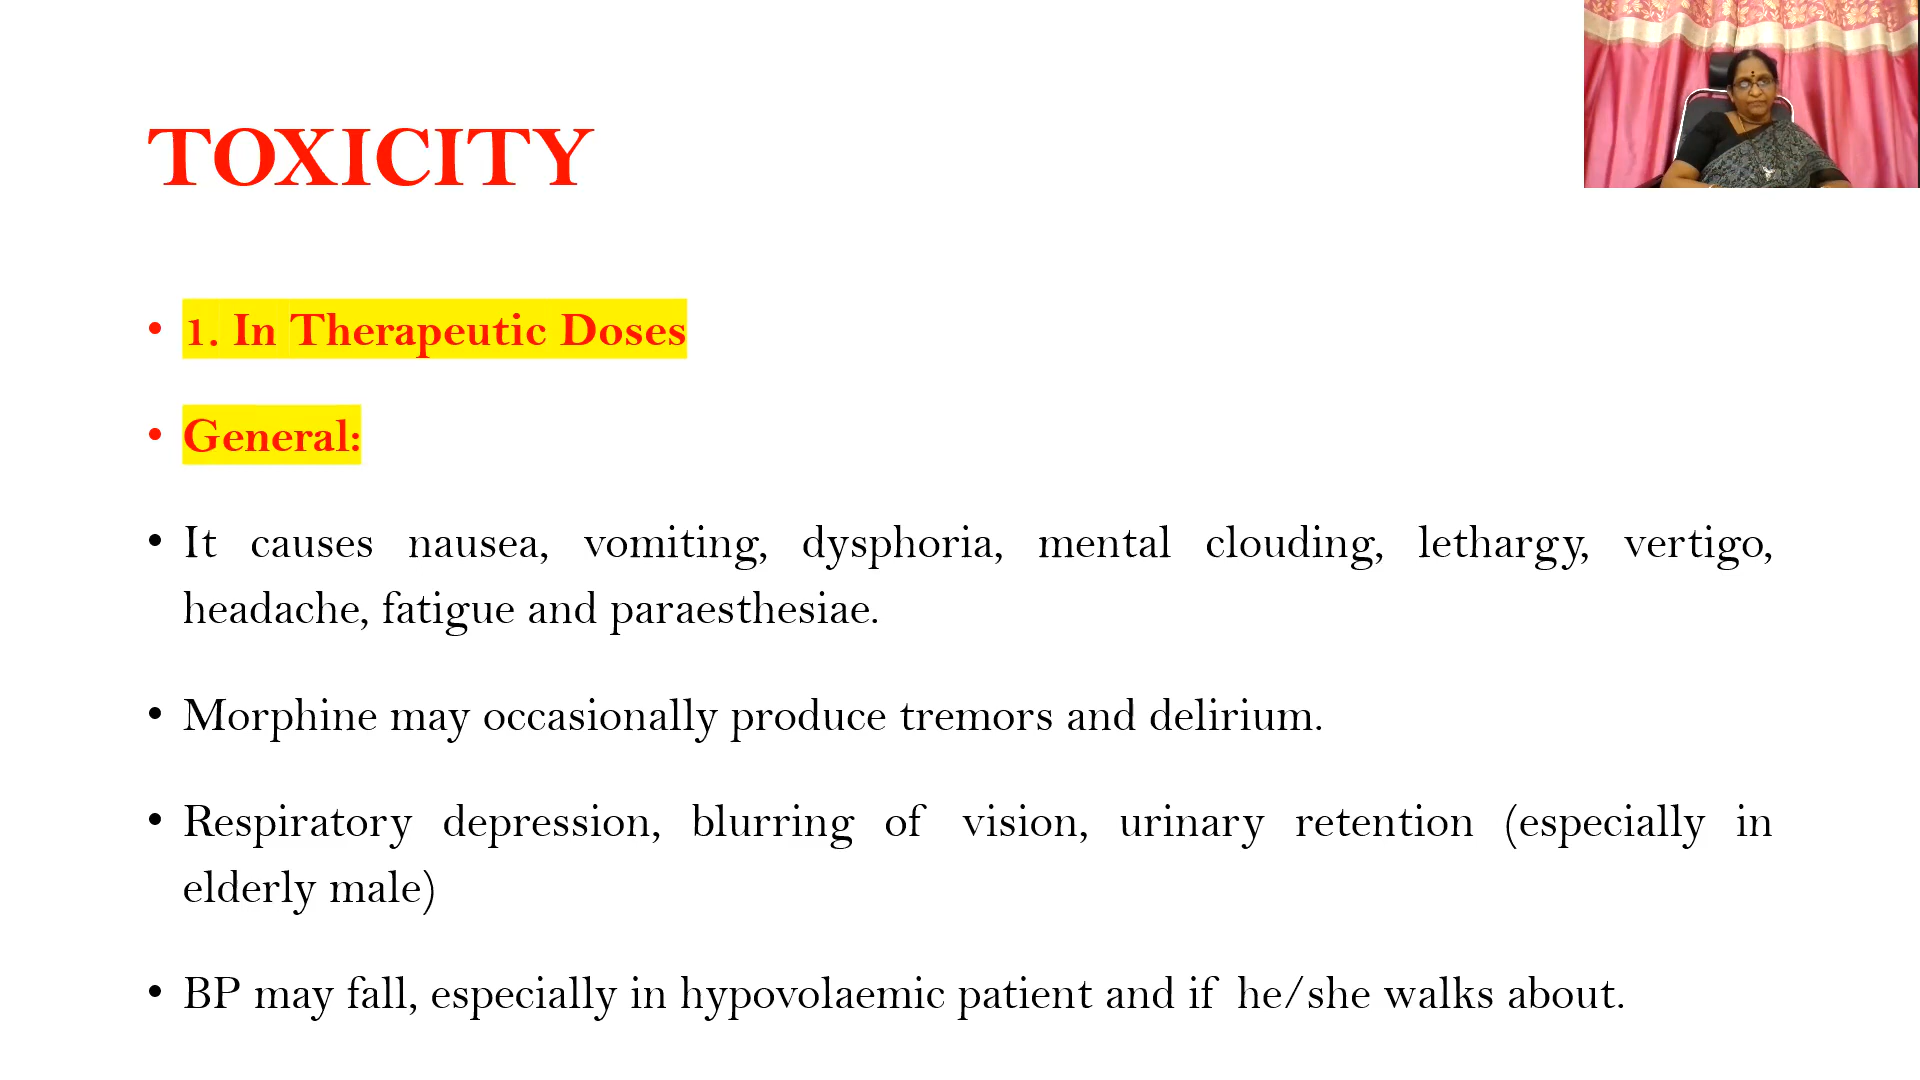 TOXICITY
• 1. In Therapeutic Doses
• General:
• It causes nausea, vomiting, dysphoria, mental clouding, lethargy, vertigo,
headache, fatigue and paraesthesiae.
• Morphine may occasionally produce tremors and delirium.
• Respiratory depression, blurring of vision, urinary retention (especially in
elderly male)
• BP may fall, especially in hypovolaemic patient and if he/she walks about.